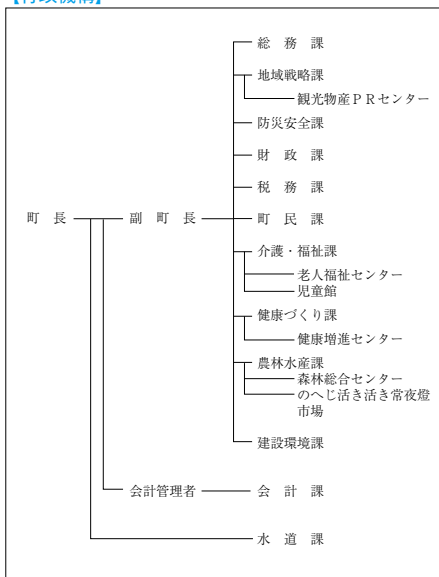 【行政機構】
総務課
地域戦略課
観光物産PRセンター
防災安全課
財政課
税務課
町長
副町長
町民課
介護・福祉課
老人福祉センター
児童館
健康づくり課
健康増進センター
農林水産課
森林総合センター
のへじ活き活き常夜燈
市場
建設環境課
会計管理者
会計課
水道課